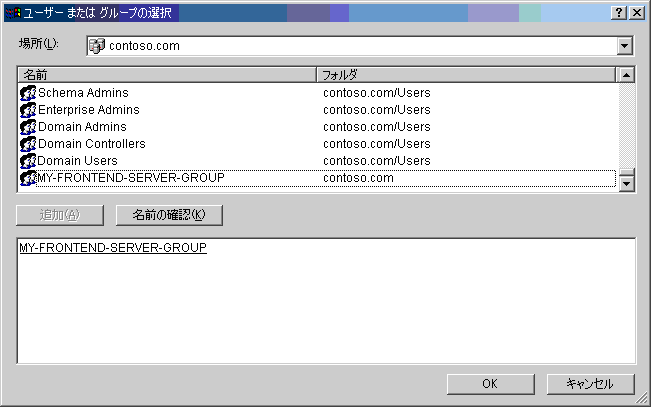 ユーザー または グループの選択
場所(L): contoso.com
名前 フォルダ
Schema Admins contoso.com/Users
Enterprise Admins contoso.com/Users
Domain Admins contoso.com/Users
Domain Controllers contoso.com/Users
Domain Users contoso.com/Users
MY-FRONTEND-SERVER-GROUP contoso.com
追加(A) 名前の確認(K)
MY-FRONTEND-SERVER-GROUP
OK キャンセル